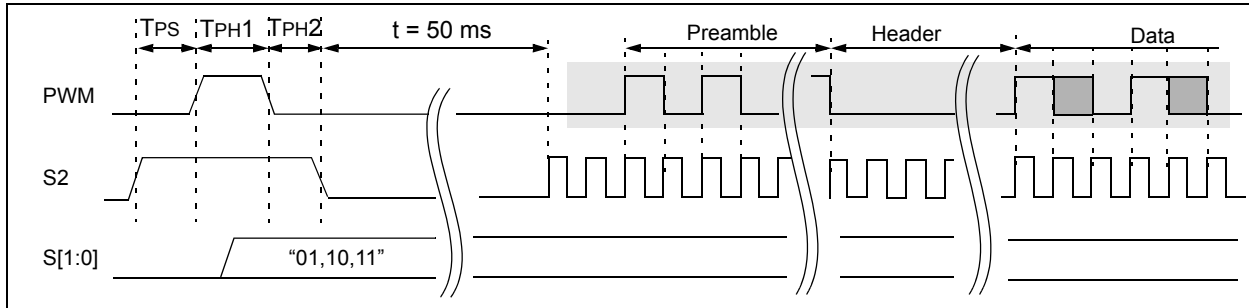 TPS TPH1 TPH2 t = 50 ms Preamble Header Data
PWM
S2
S[1:0] “01,10,11”